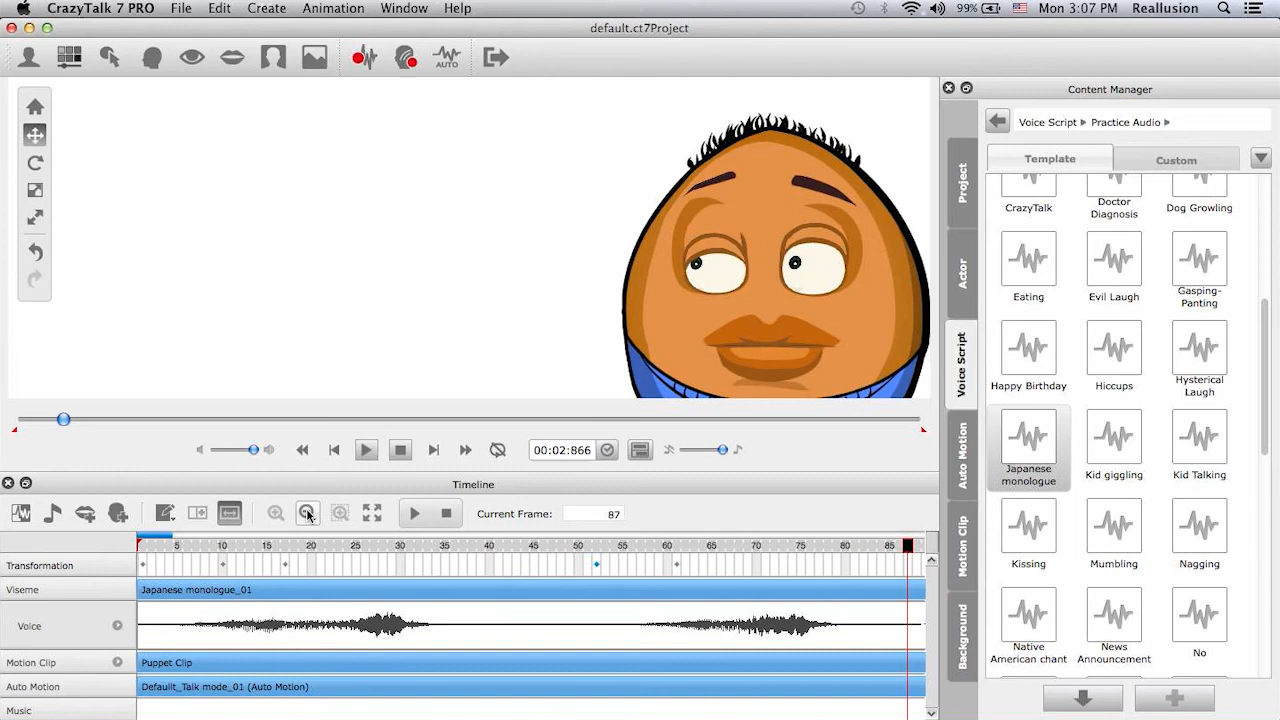 CrazyTalk 7 PRO File Edit Create Animation Window Help 99% Mon 3:07 PM Reallusion
default.ct7Project
AUTO
Content Manager
Voice Script ▸ Practice Audio ▸
Template Custom
Project
Actor
Voice Script
Auto Motion
Motion Clip
Background
CrazyTalk
Doctor
Diagnosis
Dog Growling
Eating
Evil Laugh
Gasping-
Panting
Happy Birthday
Hiccups
Hysterical
Laugh
Japanese
monologue
Kid giggling
Kid Talking
Kissing
Mumbling
Nagging
Native
American chant
News
Announcement
No
00:02:866
Timeline
Current Frame: 87
5 10 15 20 25 30 35 40 45 50 55 60 65 70 75 80 85
Transformation
Viseme Japanese monologue_01
Voice
Motion Clip Puppet Clip
Auto Motion Defaulit_Talk mode_01 (Auto Motion)
Music